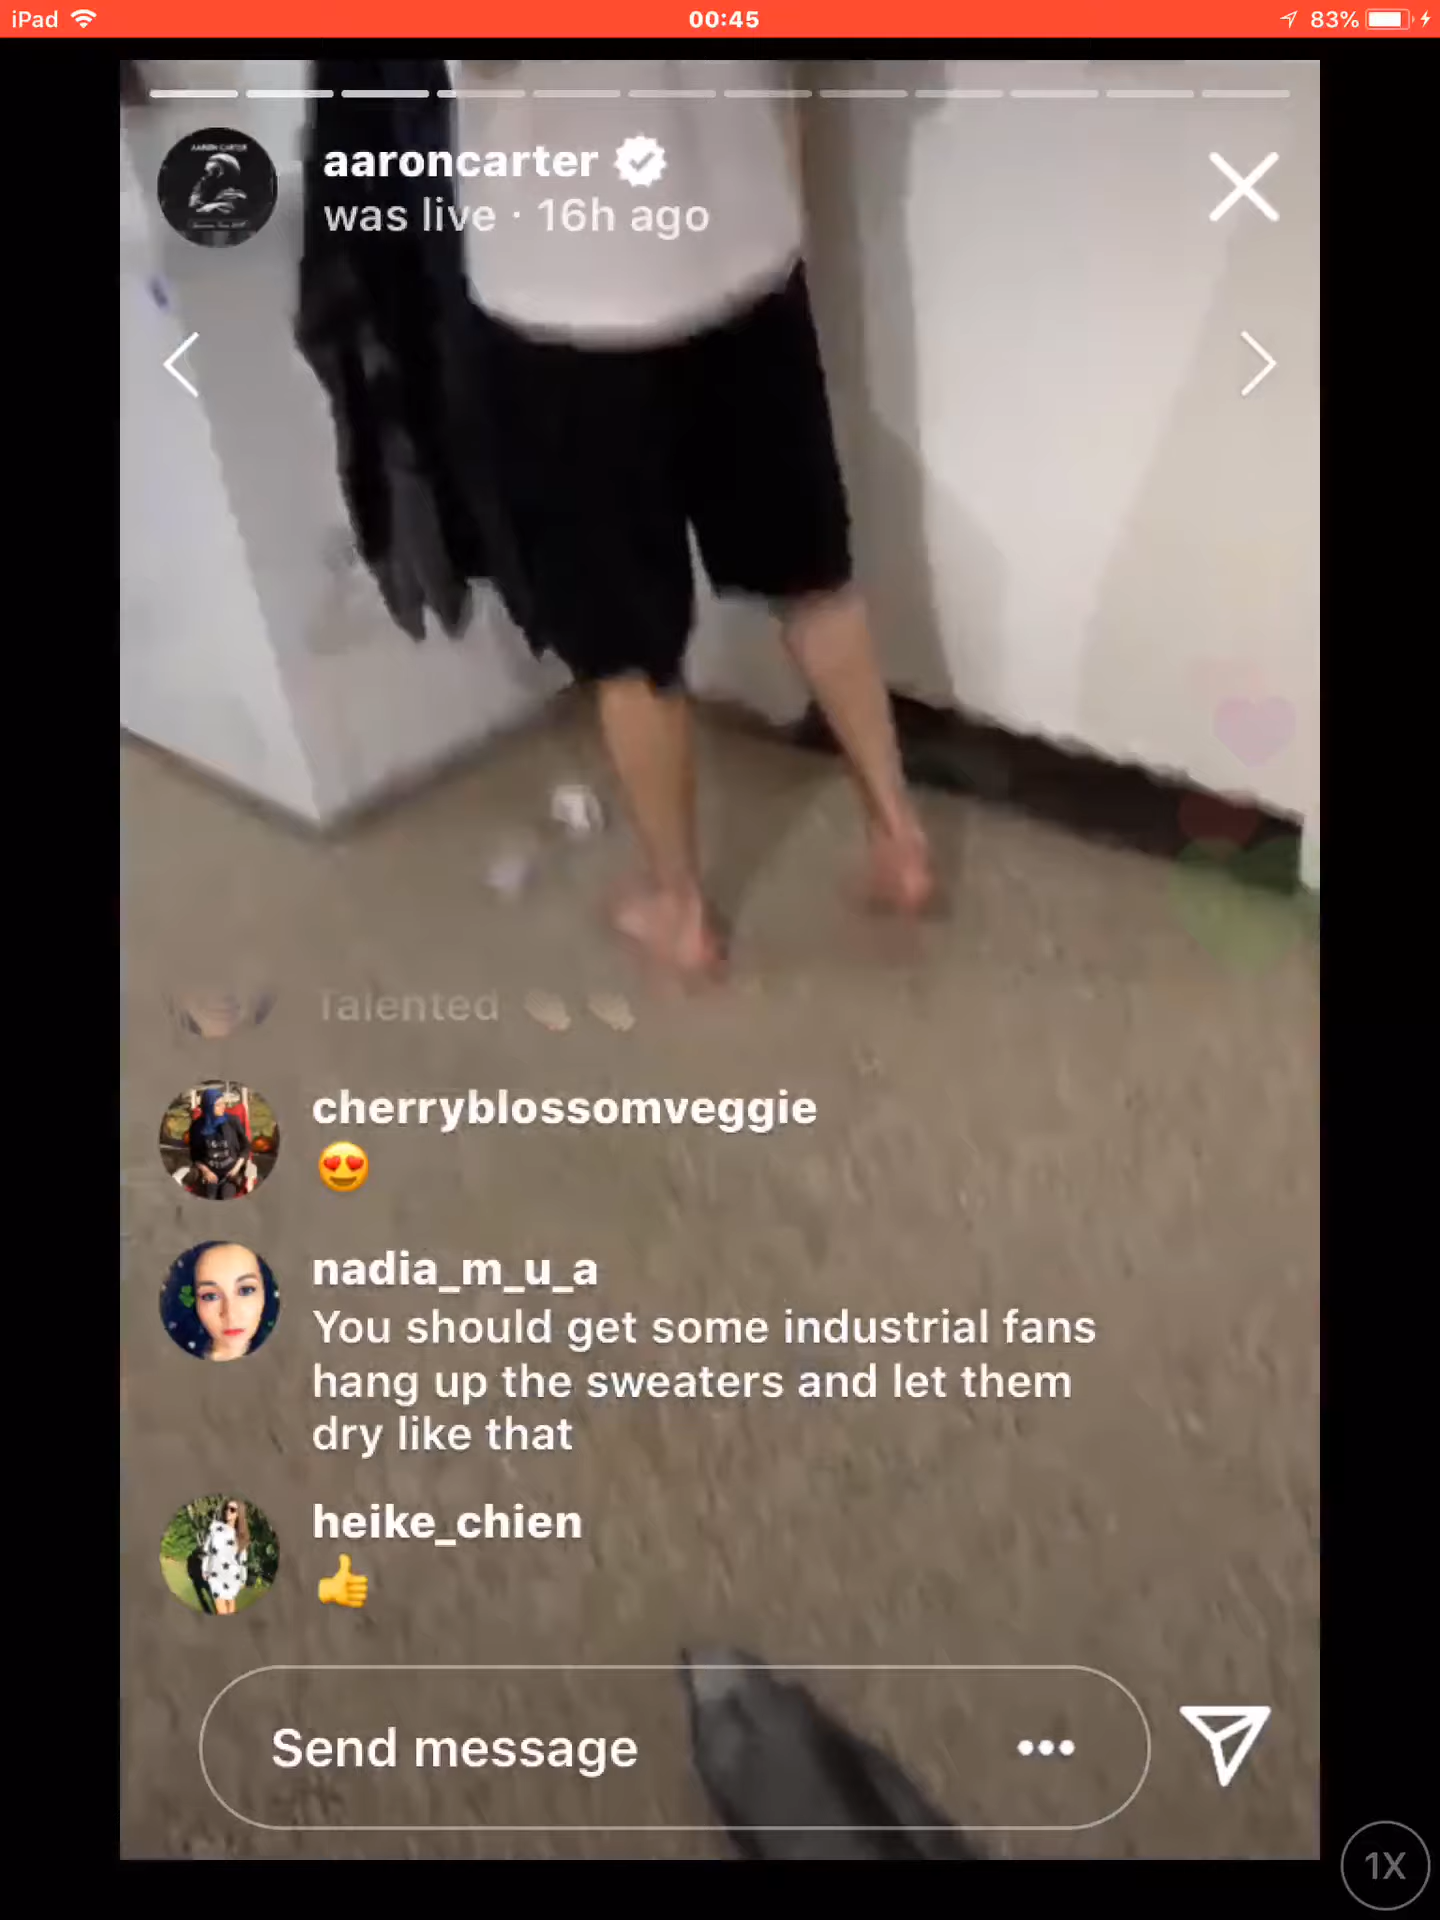 iPad 00:45 83%
aaroncarter
was live · 16h ago
Talented
cherryblossomveggie
😍
nadia_m_u_a
You should get some industrial fans
hang up the sweaters and let them
dry like that
heike_chien
👍
Send message
1X